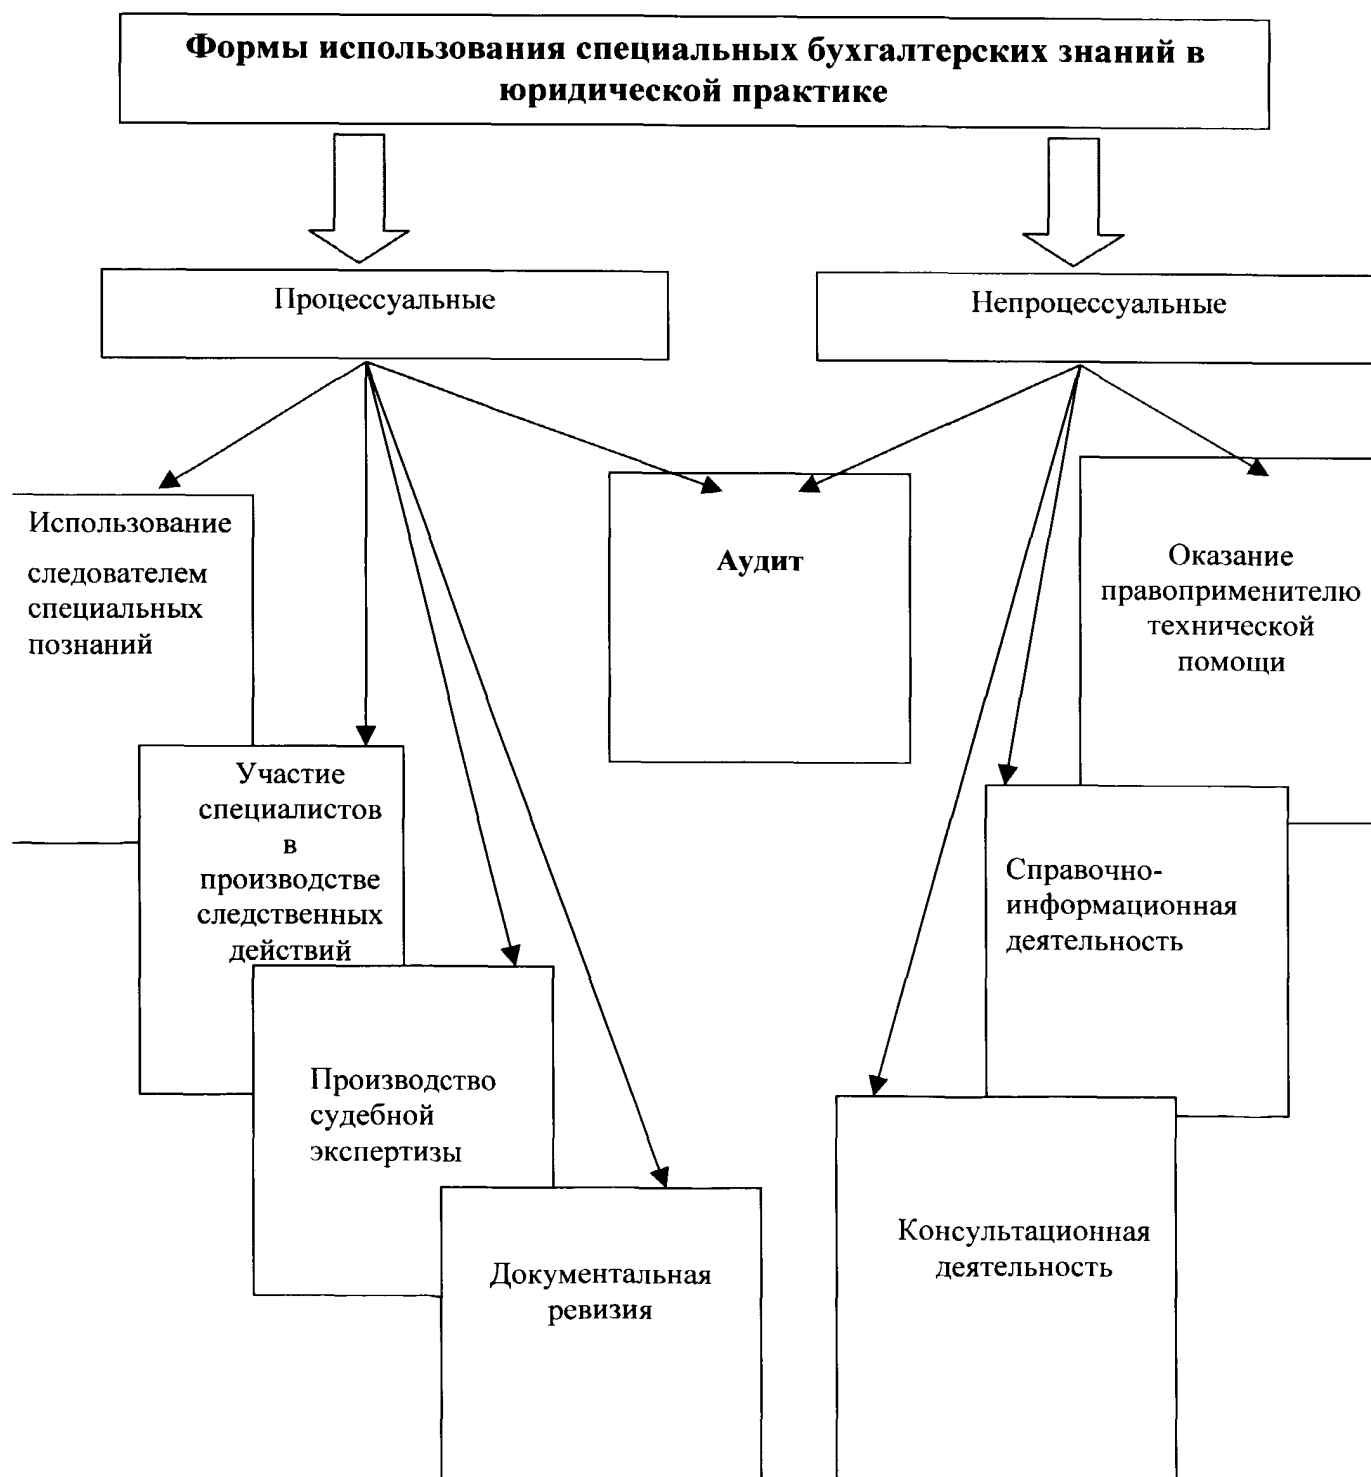 Формы использования специальных бухгалтерских знаний в
юридической практике
Процессуальные
Непроцессуальные
Использование
следователем
специальных
познаний
Аудит
Оказание
правоприменителю
технической
помощи
Участие
специалистов
в
производстве
следственных
действий
Справочно-
информационная
деятельность
Производство
судебной
экспертизы
Консультационная
деятельность
Документальная
ревизия